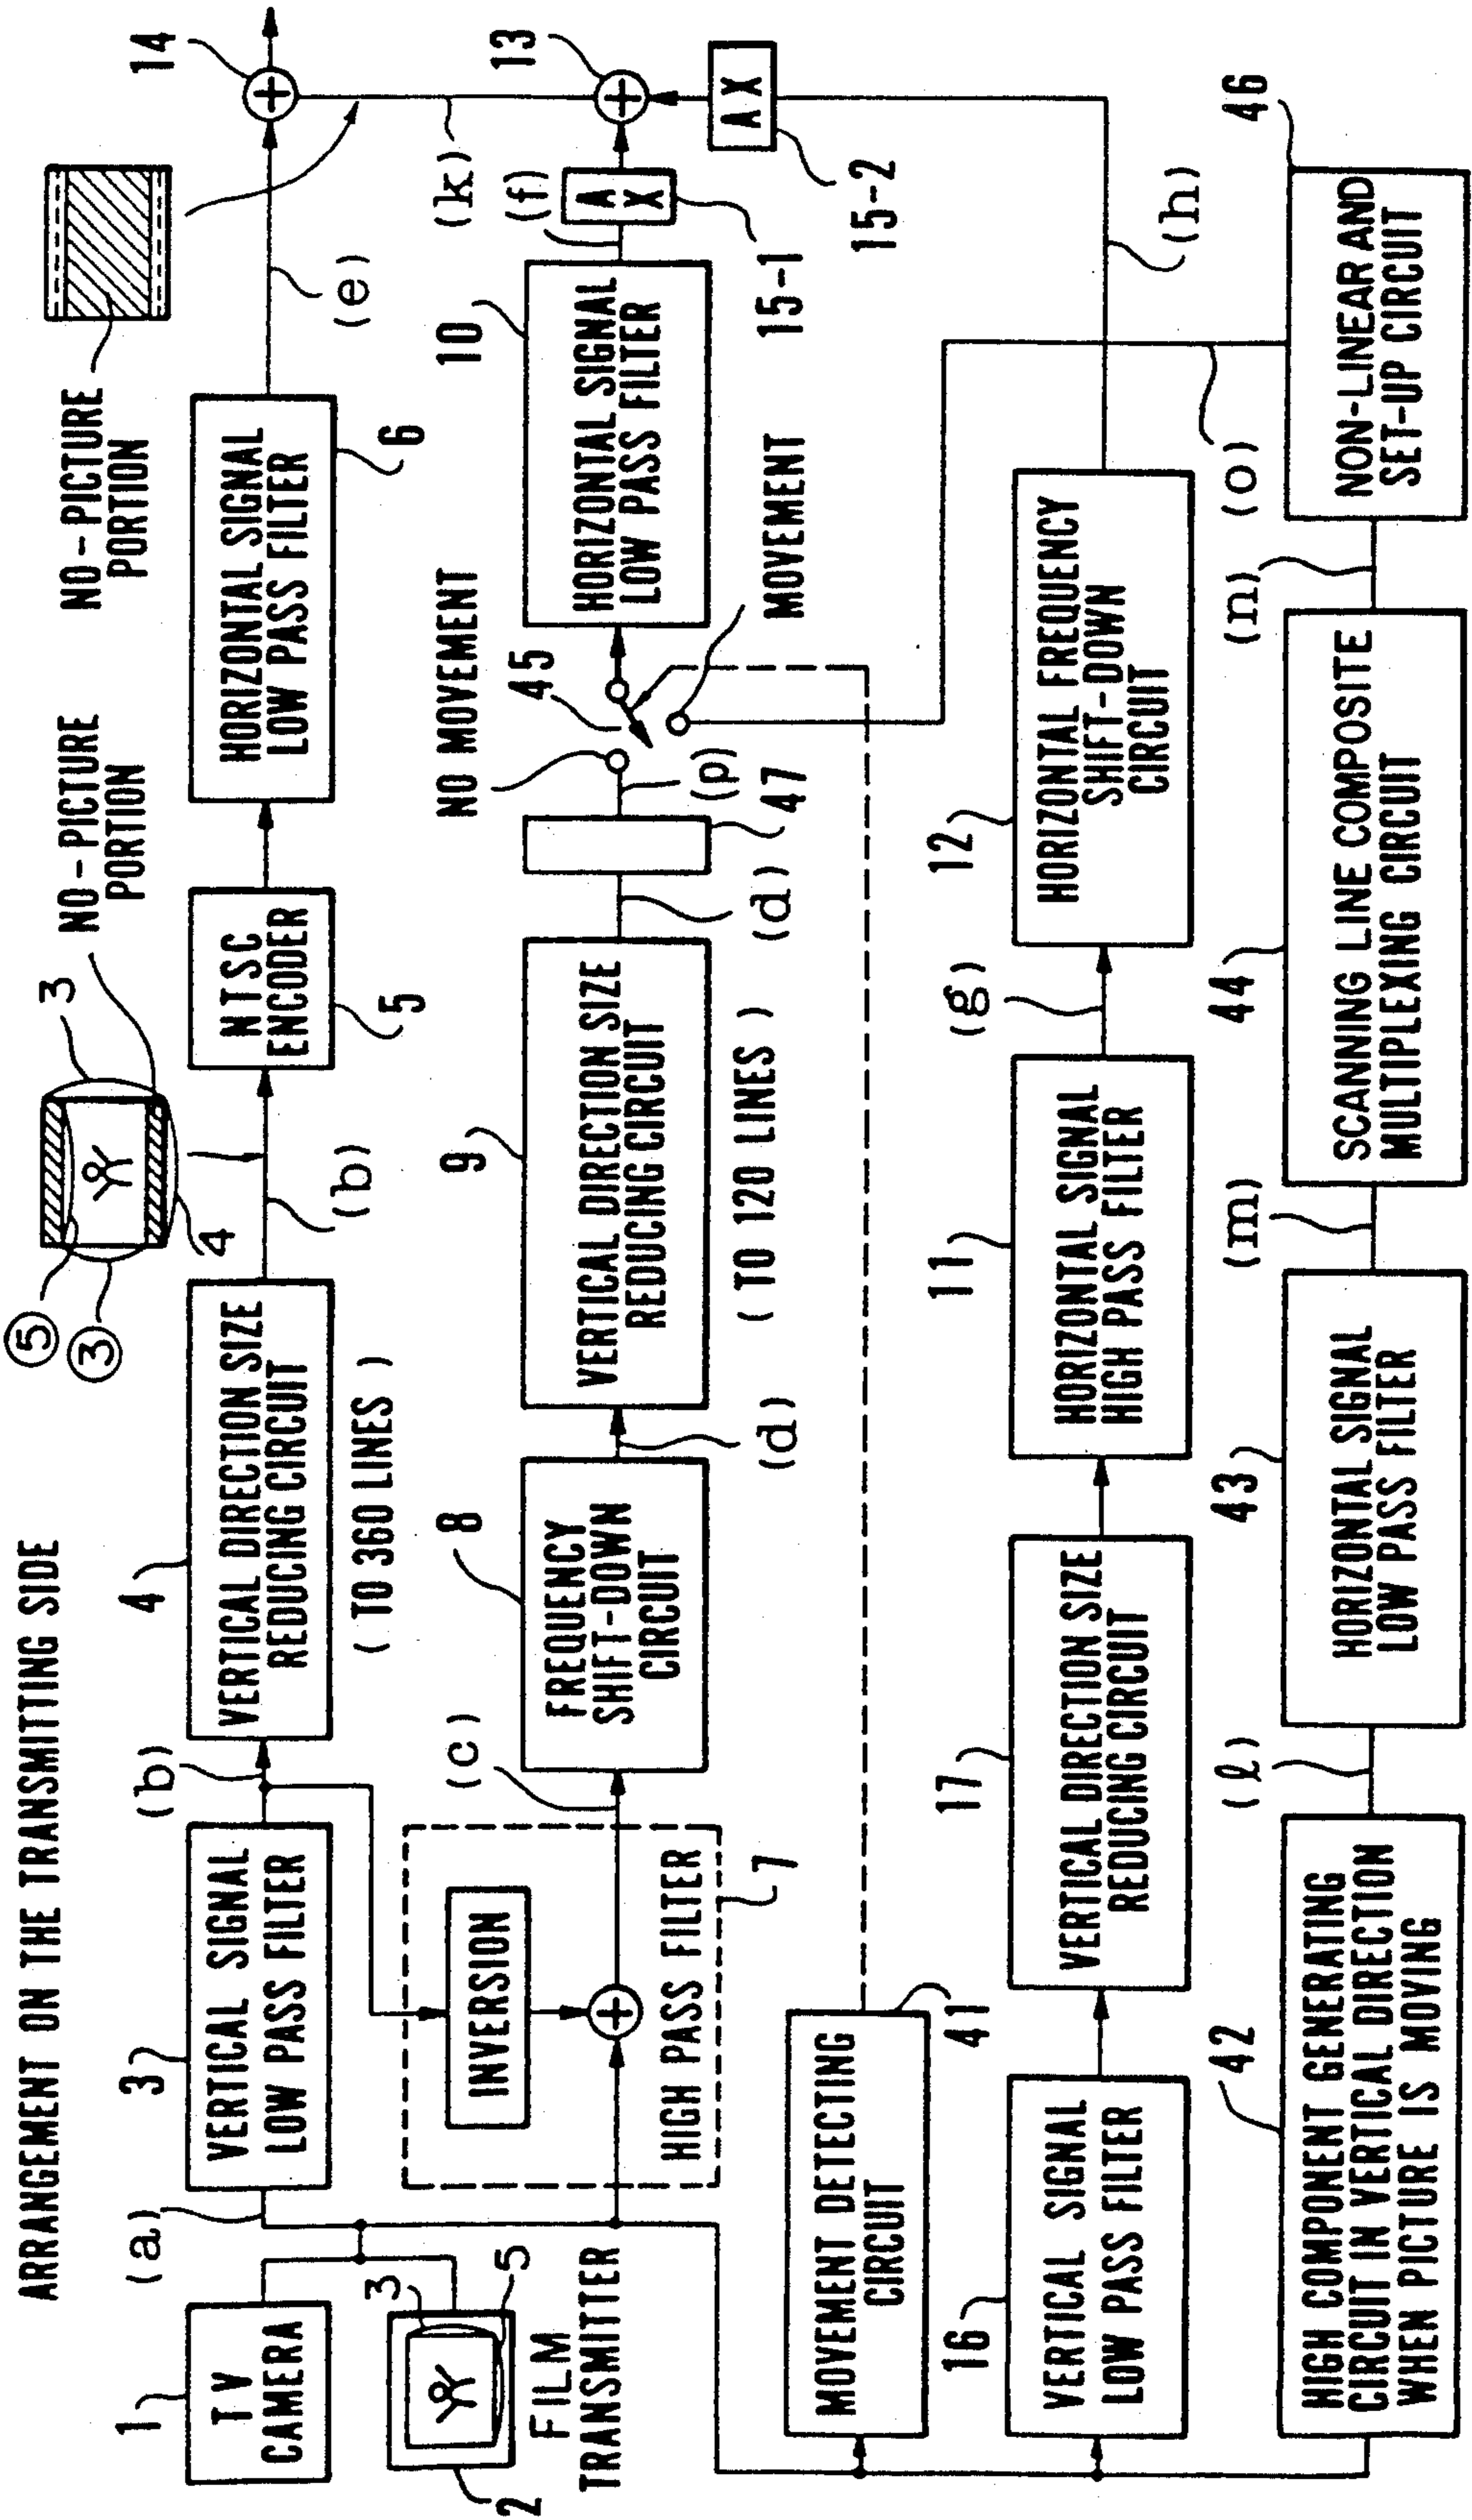 ARRANGEMENT ON THE TRANSMITTING SIDE
1
TV
CAMERA
2
3
5
FILM
TRANSMITTER
(a)
3
VERTICAL SIGNAL
LOW PASS FILTER
(b)
4
VERTICAL DIRECTION SIZE
REDUCING CIRCUIT
( TO 360 LINES )
⑤
③
3
4
NO-PICTURE
PORTION
(b)
NTSC
ENCODER
5
HORIZONTAL SIGNAL
LOW PASS FILTER
6
NO-PICTURE
PORTION
(e)
14
INVERSION
HIGH PASS FILTER
7
(c)
8
FREQUENCY
SHIFT-DOWN
CIRCUIT
(d)
9
VERTICAL DIRECTION SIZE
REDUCING CIRCUIT
( TO 120 LINES )
(d)
47
(p)
NO MOVEMENT
45
MOVEMENT
10
HORIZONTAL SIGNAL
LOW PASS FILTER
(f)
(k)
AX
15-1
13
AX
15-2
MOVEMENT DETECTING
CIRCUIT
41
16
VERTICAL SIGNAL
LOW PASS FILTER
17
VERTICAL DIRECTION SIZE
REDUCING CIRCUIT
11
HORIZONTAL SIGNAL
HIGH PASS FILTER
(g)
12
HORIZONTAL FREQUENCY
SHIFT-DOWN
CIRCUIT
(h)
42
HIGH COMPONENT GENERATING
CIRCUIT IN VERTICAL DIRECTION
WHEN PICTURE IS MOVING
(ℓ)
43
HORIZONTAL SIGNAL
LOW PASS FILTER
(m)
44
SCANNING LINE COMPOSITE
MULTIPLEXING CIRCUIT
(n)
(o)
46
NON-LINEAR AND
SET-UP CIRCUIT